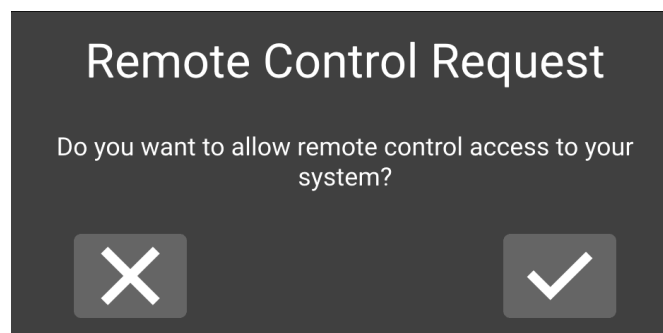 Remote Control Request
Do you want to allow remote control access to your
system?